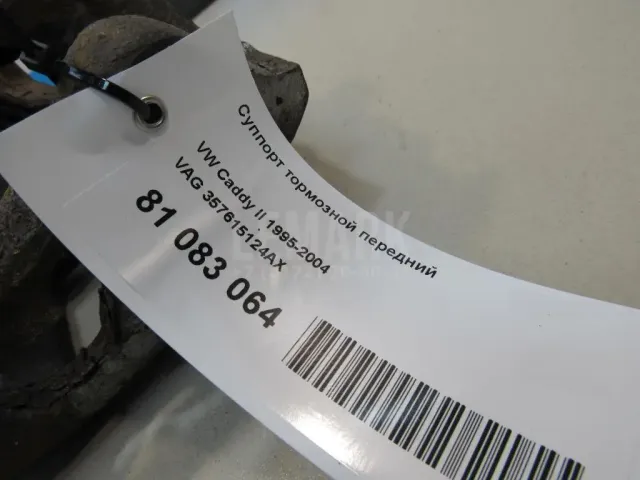 Суппорт тормозной передний
VW Caddy II 1995-2004
VAG 357615124AX
81 083 064